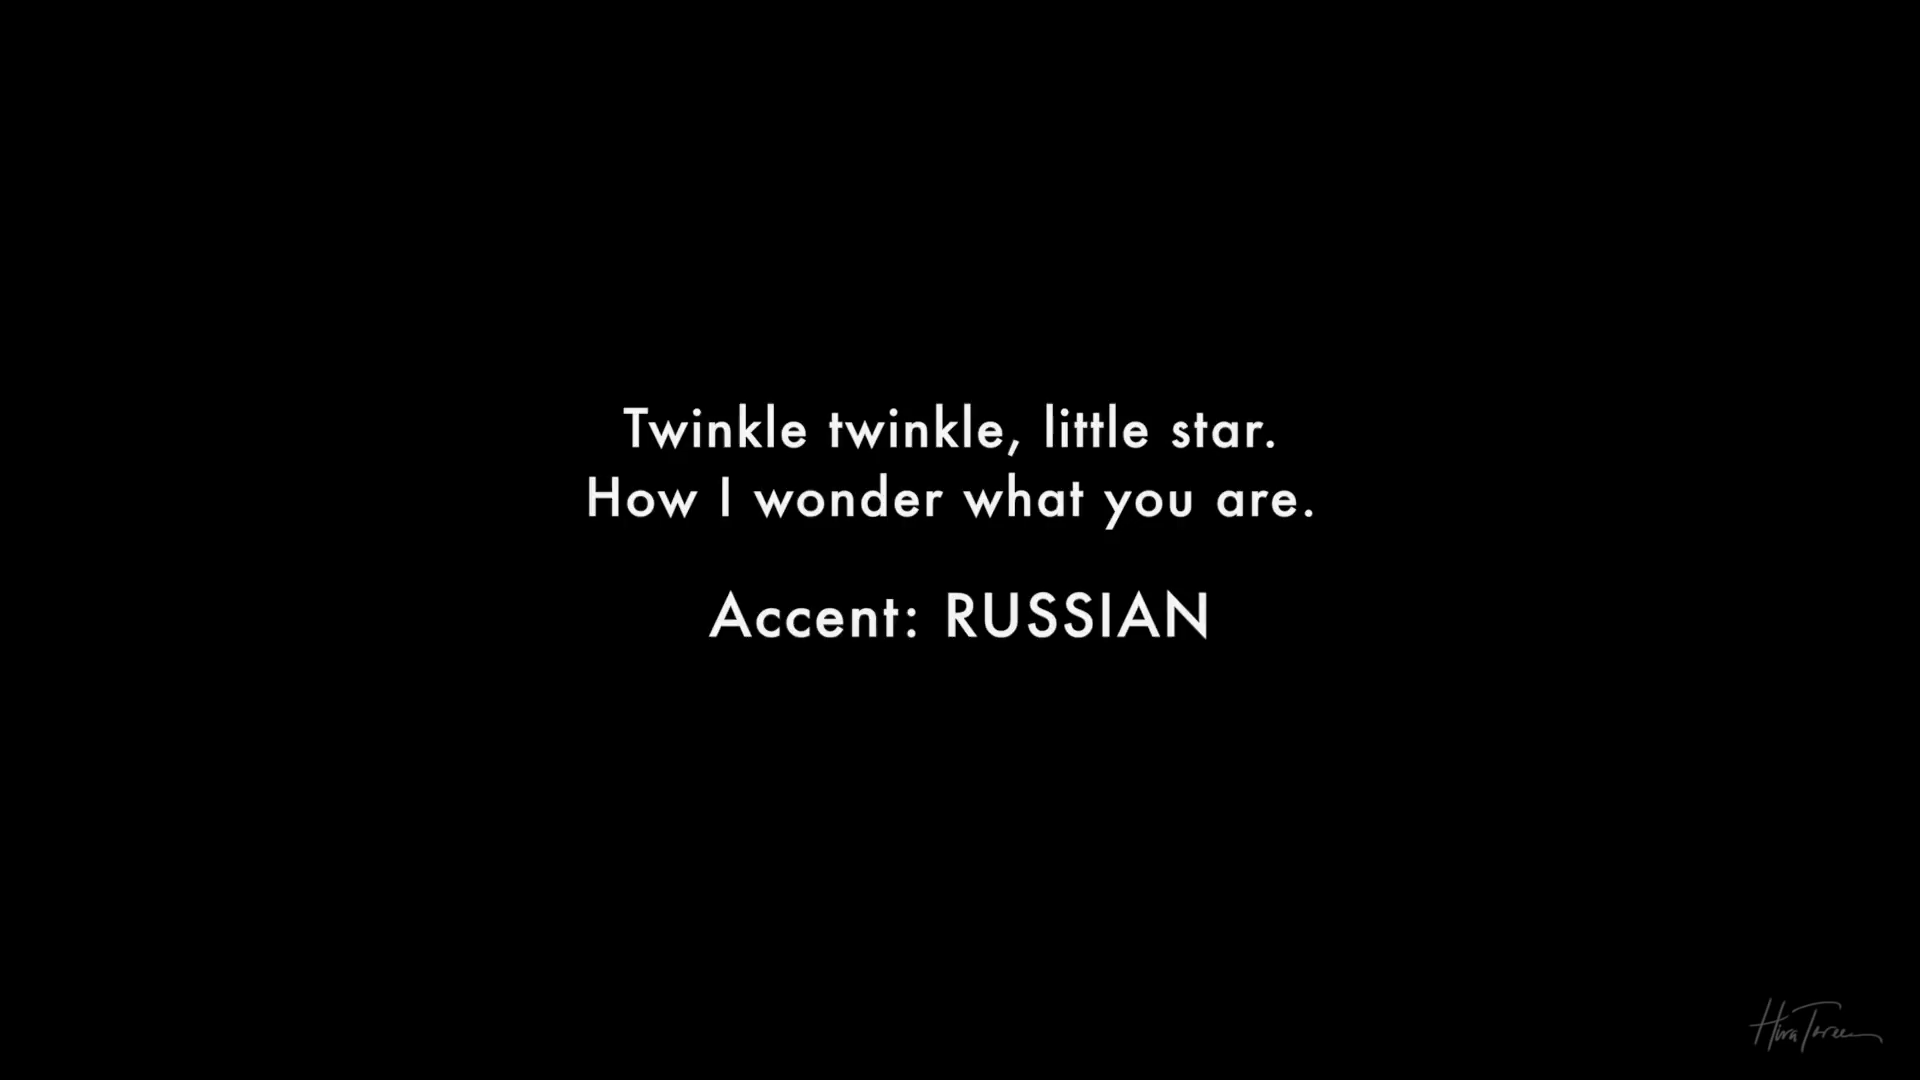 Twinkle twinkle, little star.
How I wonder what you are.
Accent: RUSSIAN